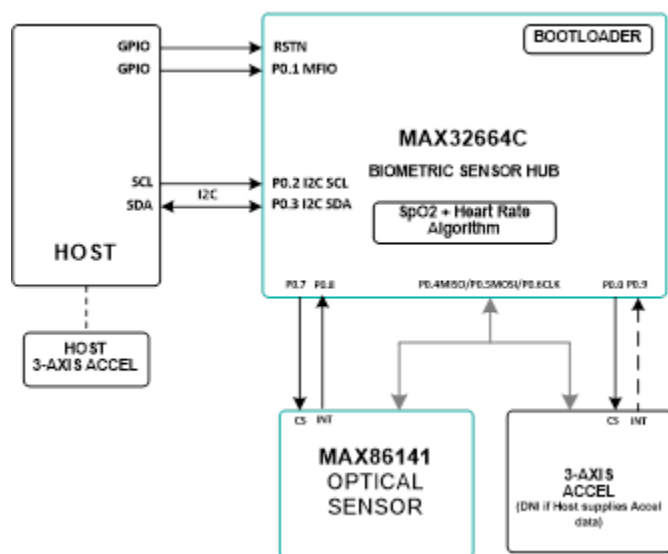 GPIO
GPIO
SCL
SDA
I2C
HOST
HOST
3-AXIS ACCEL
RSTN
P0.1 MFIO
BOOTLOADER
MAX32664C
BIOMETRIC SENSOR HUB
P0.2 I2C SCL
P0.3 I2C SDA
SpO2 + Heart Rate
Algorithm
P0.7 P0.8
P0.4MISO/P0.5MOSI/P0.6CLK
P0.0 P0.9
CS INT
MAX86141
OPTICAL
SENSOR
CS INT
3-AXIS
ACCEL
(DNI if Host supplies Accel
data)